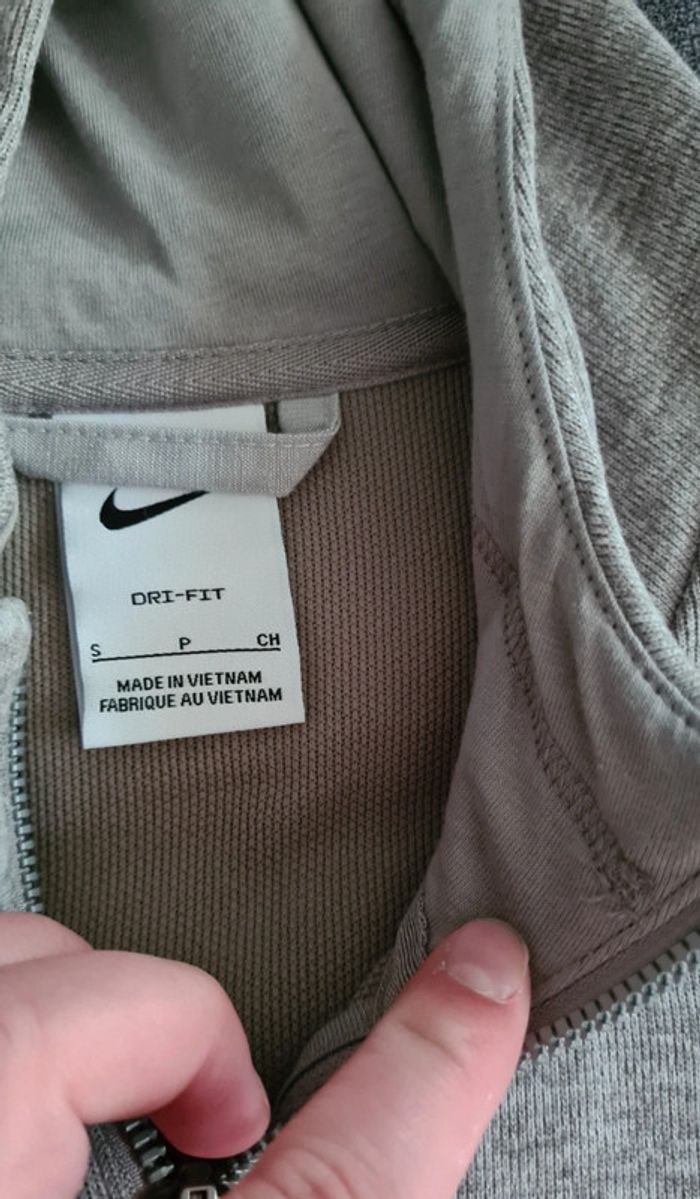 DRI-FIT
S P CH
MADE IN VIETNAM
FABRIQUE AU VIETNAM